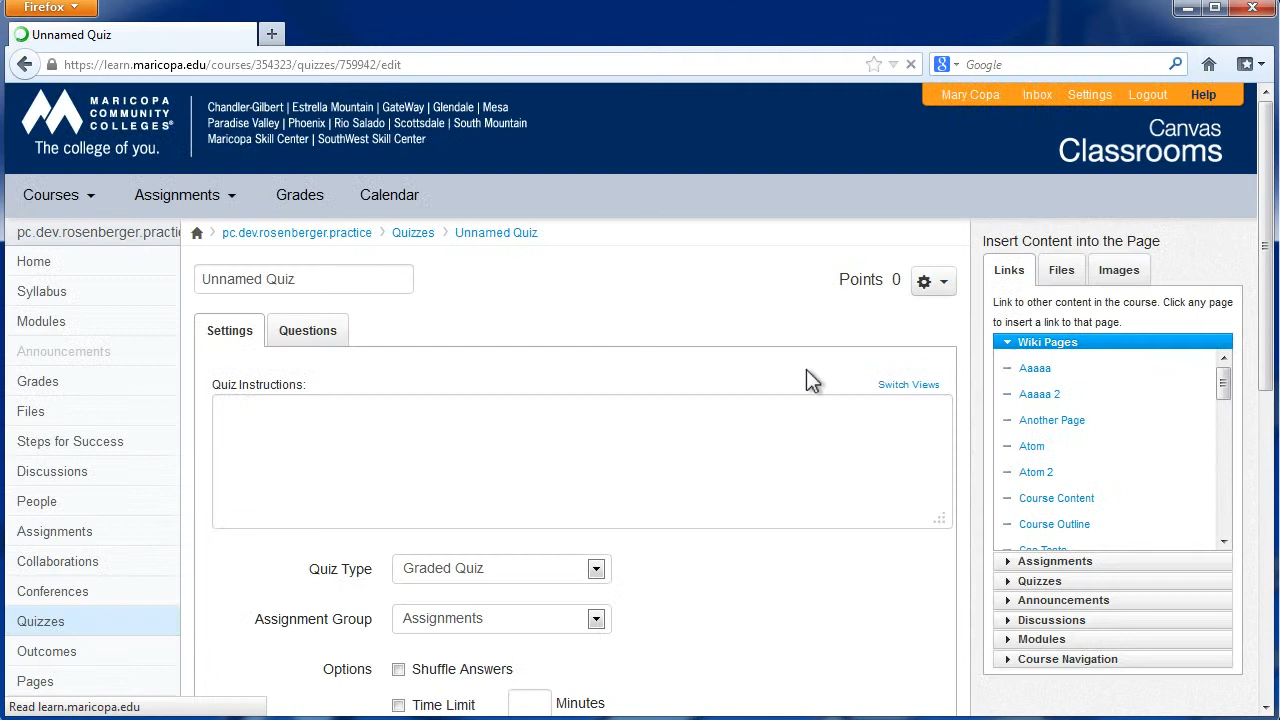 Firefox
Unnamed Quiz
https://learn.maricopa.edu/courses/354323/quizzes/759942/edit
Google
MARICOPA
COMMUNITY
COLLEGES®
The college of you.
Chandler-Gilbert | Estrella Mountain | GateWay | Glendale | Mesa
Paradise Valley | Phoenix | Rio Salado | Scottsdale | South Mountain
Maricopa Skill Center | SouthWest Skill Center
Mary Copa Inbox Settings Logout Help
Canvas
Classrooms
Courses Assignments Grades Calendar
pc.dev.rosenberger.practi
Home
Syllabus
Modules
Announcements
Grades
Files
Steps for Success
Discussions
People
Assignments
Collaborations
Conferences
Quizzes
Outcomes
Pages
Read learn.maricopa.edu
pc.dev.rosenberger.practice Quizzes Unnamed Quiz
Unnamed Quiz
Points 0
Settings Questions
Quiz Instructions:
Switch Views
Quiz Type Graded Quiz
Assignment Group Assignments
Options Shuffle Answers
Time Limit Minutes
Insert Content into the Page
Links Files Images
Link to other content in the course. Click any page
to insert a link to that page.
Wiki Pages
Aaaaa
Aaaaa 2
Another Page
Atom
Atom 2
Course Content
Course Outline
Assignments
Quizzes
Announcements
Discussions
Modules
Course Navigation